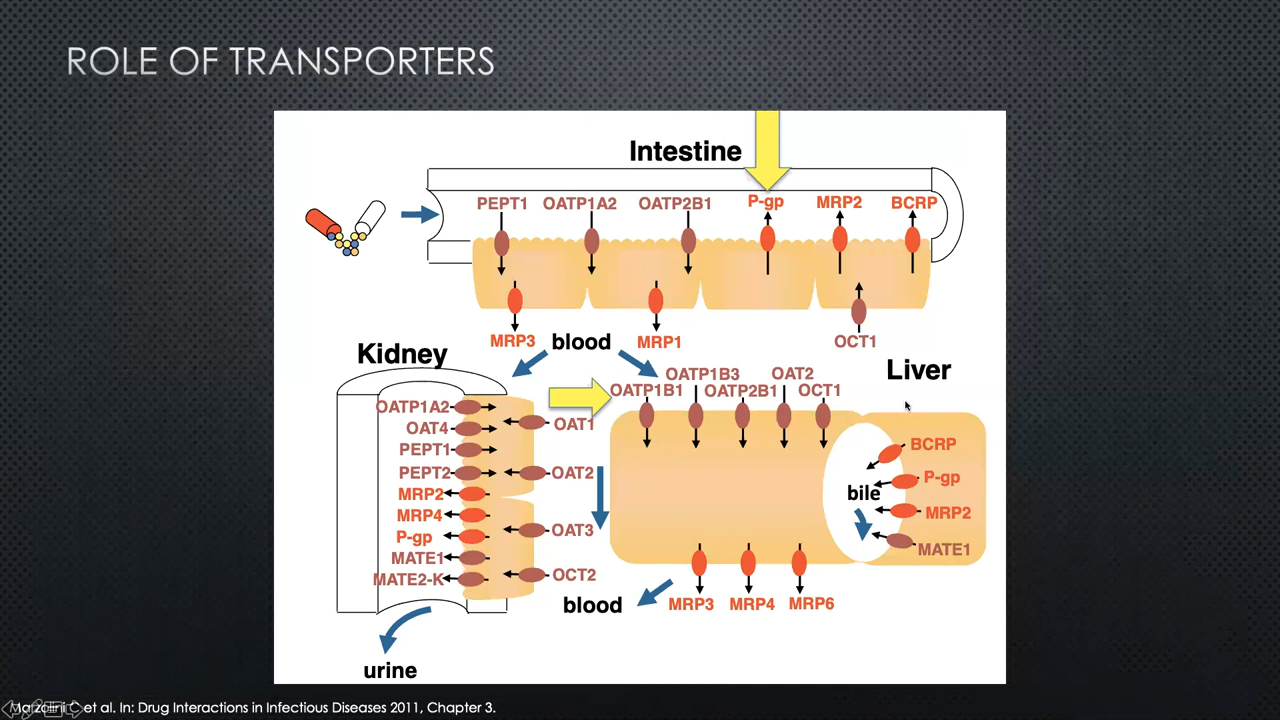 ROLE OF TRANSPORTERS
Intestine
PEPT1 OATP1A2 OATP2B1 P-gp MRP2 BCRP
MRP3 blood MRP1 OCT1
Kidney
Liver
OATP1B3 OAT2
OATP1B1 OATP2B1 OCT1
OATP1A2
OAT4
PEPT1
PEPT2
MRP2
MRP4
P-gp
MATE1
MATE2-K
OAT1
OAT2
OAT3
OCT2
BCRP
P-gp
bile
MRP2
MATE1
blood
MRP3 MRP4 MRP6
urine
Marzolini C et al. In: Drug Interactions in Infectious Diseases 2011, Chapter 3.